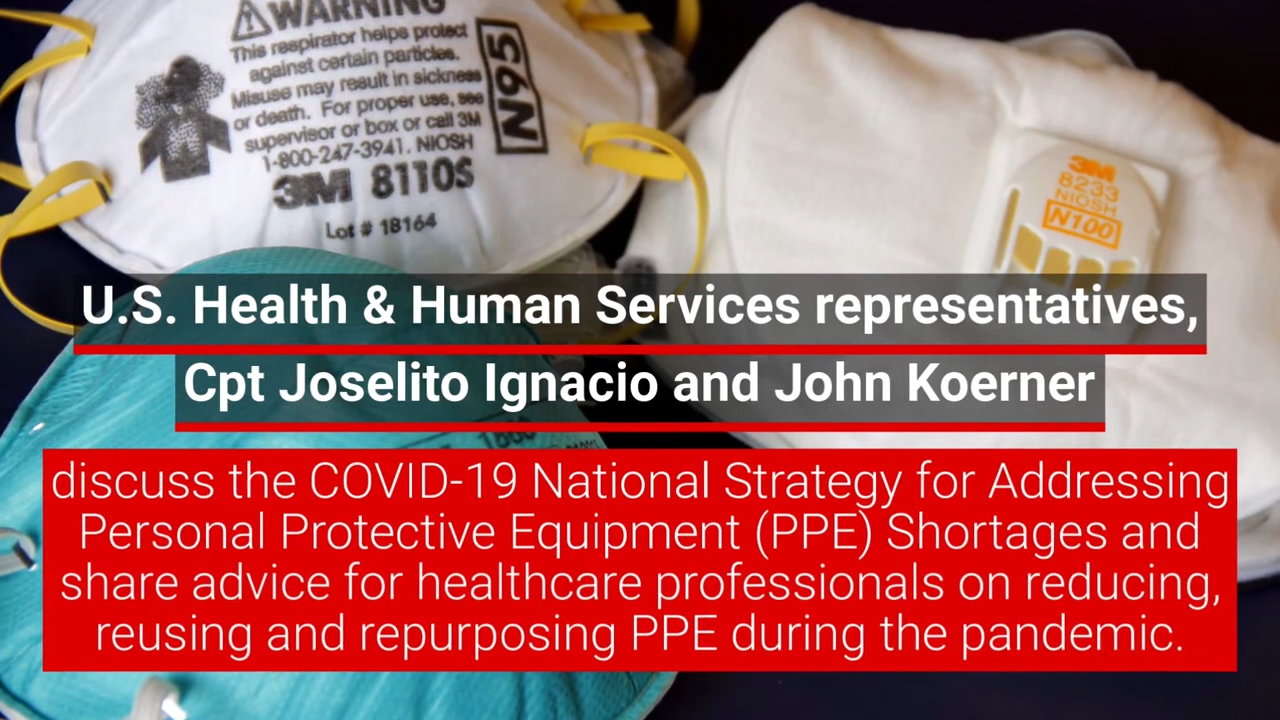 WARNING
This respirator helps protect
against certain particles.
Misuse may result in sickness
or death. For proper use, see
supervisor or box or call 3M
1-800-247-3941. NIOSH
3M 8110S
Lot # 18164
N95
3M
8233
NIOSH
N100
U.S. Health & Human Services representatives,
Cpt Joselito Ignacio and John Koerner
discuss the COVID-19 National Strategy for Addressing
Personal Protective Equipment (PPE) Shortages and
share advice for healthcare professionals on reducing,
reusing and repurposing PPE during the pandemic.